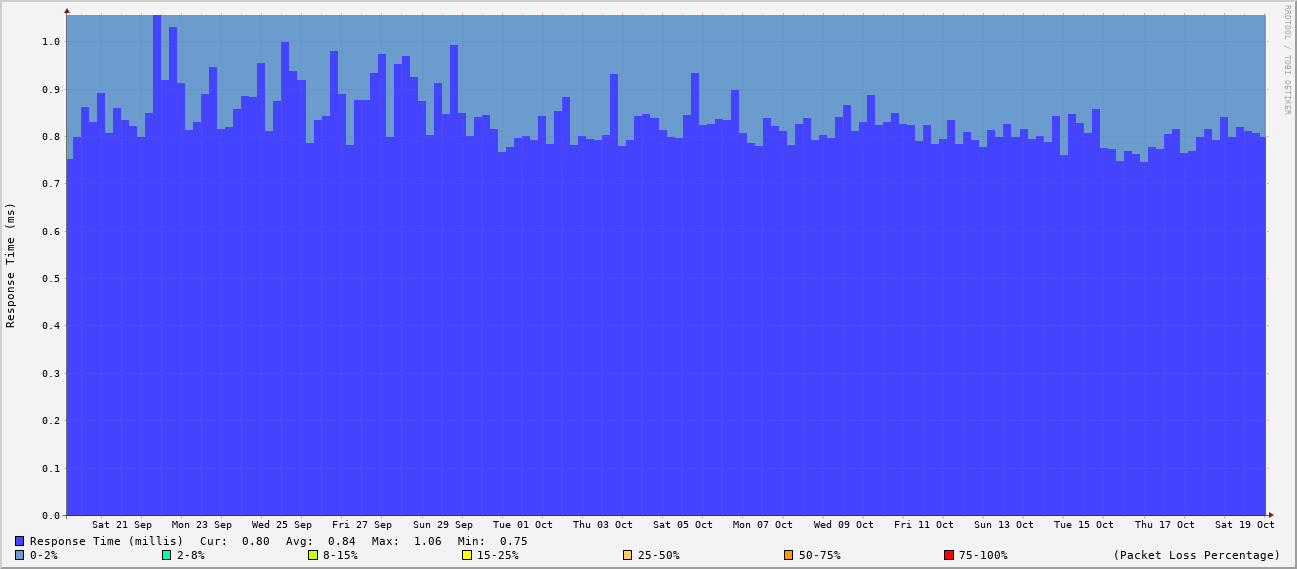 RRDTOOL / TOBI OETIKER
Response Time (ms)
1.0
0.9
0.8
0.7
0.6
0.5
0.4
0.3
0.2
0.1
0.0
Sat 21 Sep Mon 23 Sep Wed 25 Sep Fri 27 Sep Sun 29 Sep Tue 01 Oct Thu 03 Oct Sat 05 Oct Mon 07 Oct Wed 09 Oct Fri 11 Oct Sun 13 Oct Tue 15 Oct Thu 17 Oct Sat 19 Oct
Response Time (millis) Cur: 0.80 Avg: 0.84 Max: 1.06 Min: 0.75
0-2% 2-8% 8-15% 15-25% 25-50% 50-75% 75-100% (Packet Loss Percentage)